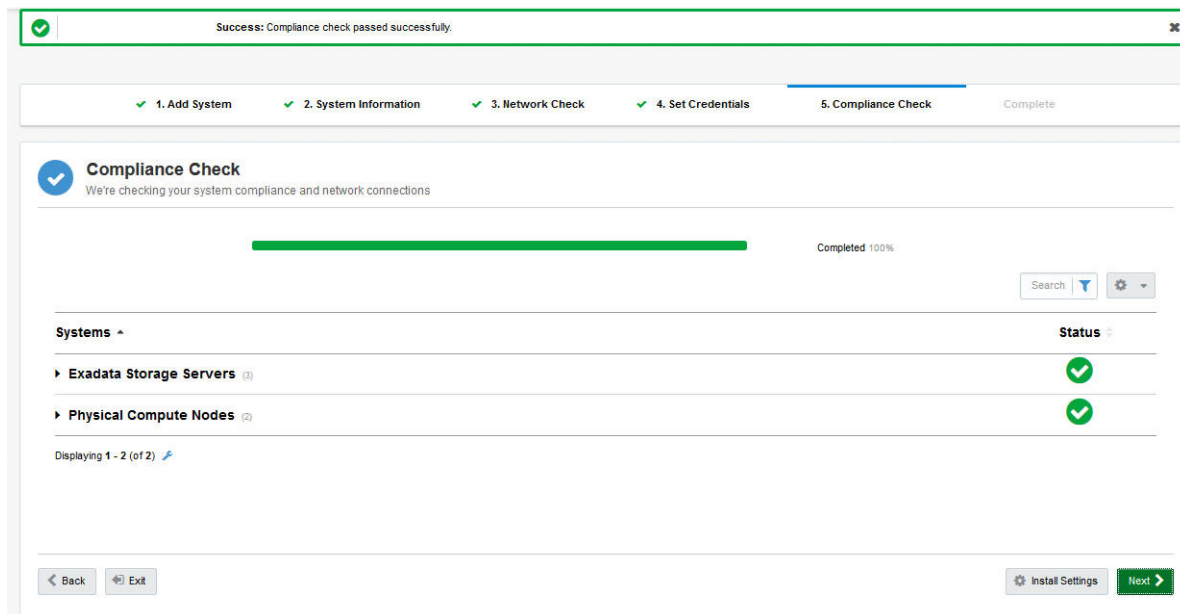 Success: Compliance check passed successfully.
1. Add System 2. System Information 3. Network Check 4. Set Credentials 5. Compliance Check Complete
Compliance Check
We're checking your system compliance and network connections
Completed 100%
Search
Systems Status
Exadata Storage Servers (3)
Physical Compute Nodes (2)
Displaying 1 - 2 (of 2)
Back Exit Install Settings Next